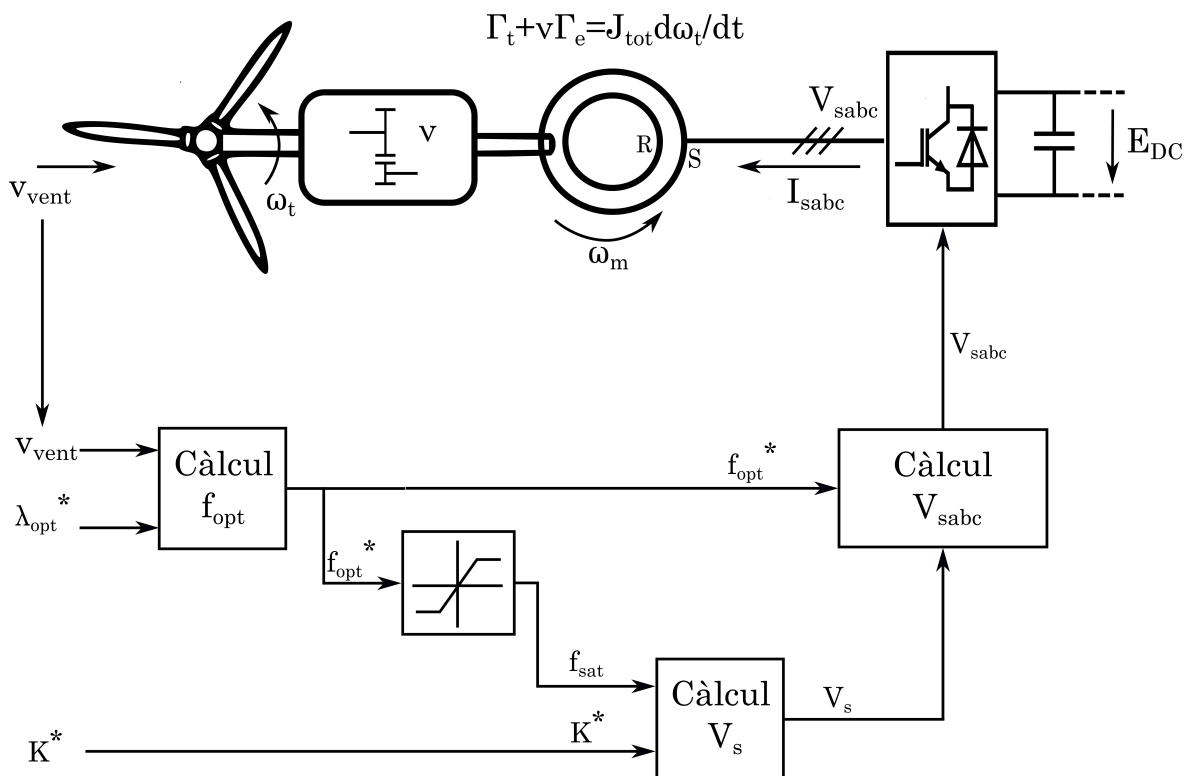 Γt+vΓe=Jtotdωt/dt
Vsabc
v
R
S
EDC
vvent
ωt
Isabc
ωm
Vsabc
vvent
λopt*
Càlcul
fopt
fopt*
Càlcul
Vsabc
fopt*
fsat
Càlcul
Vs
Vs
K*
K*